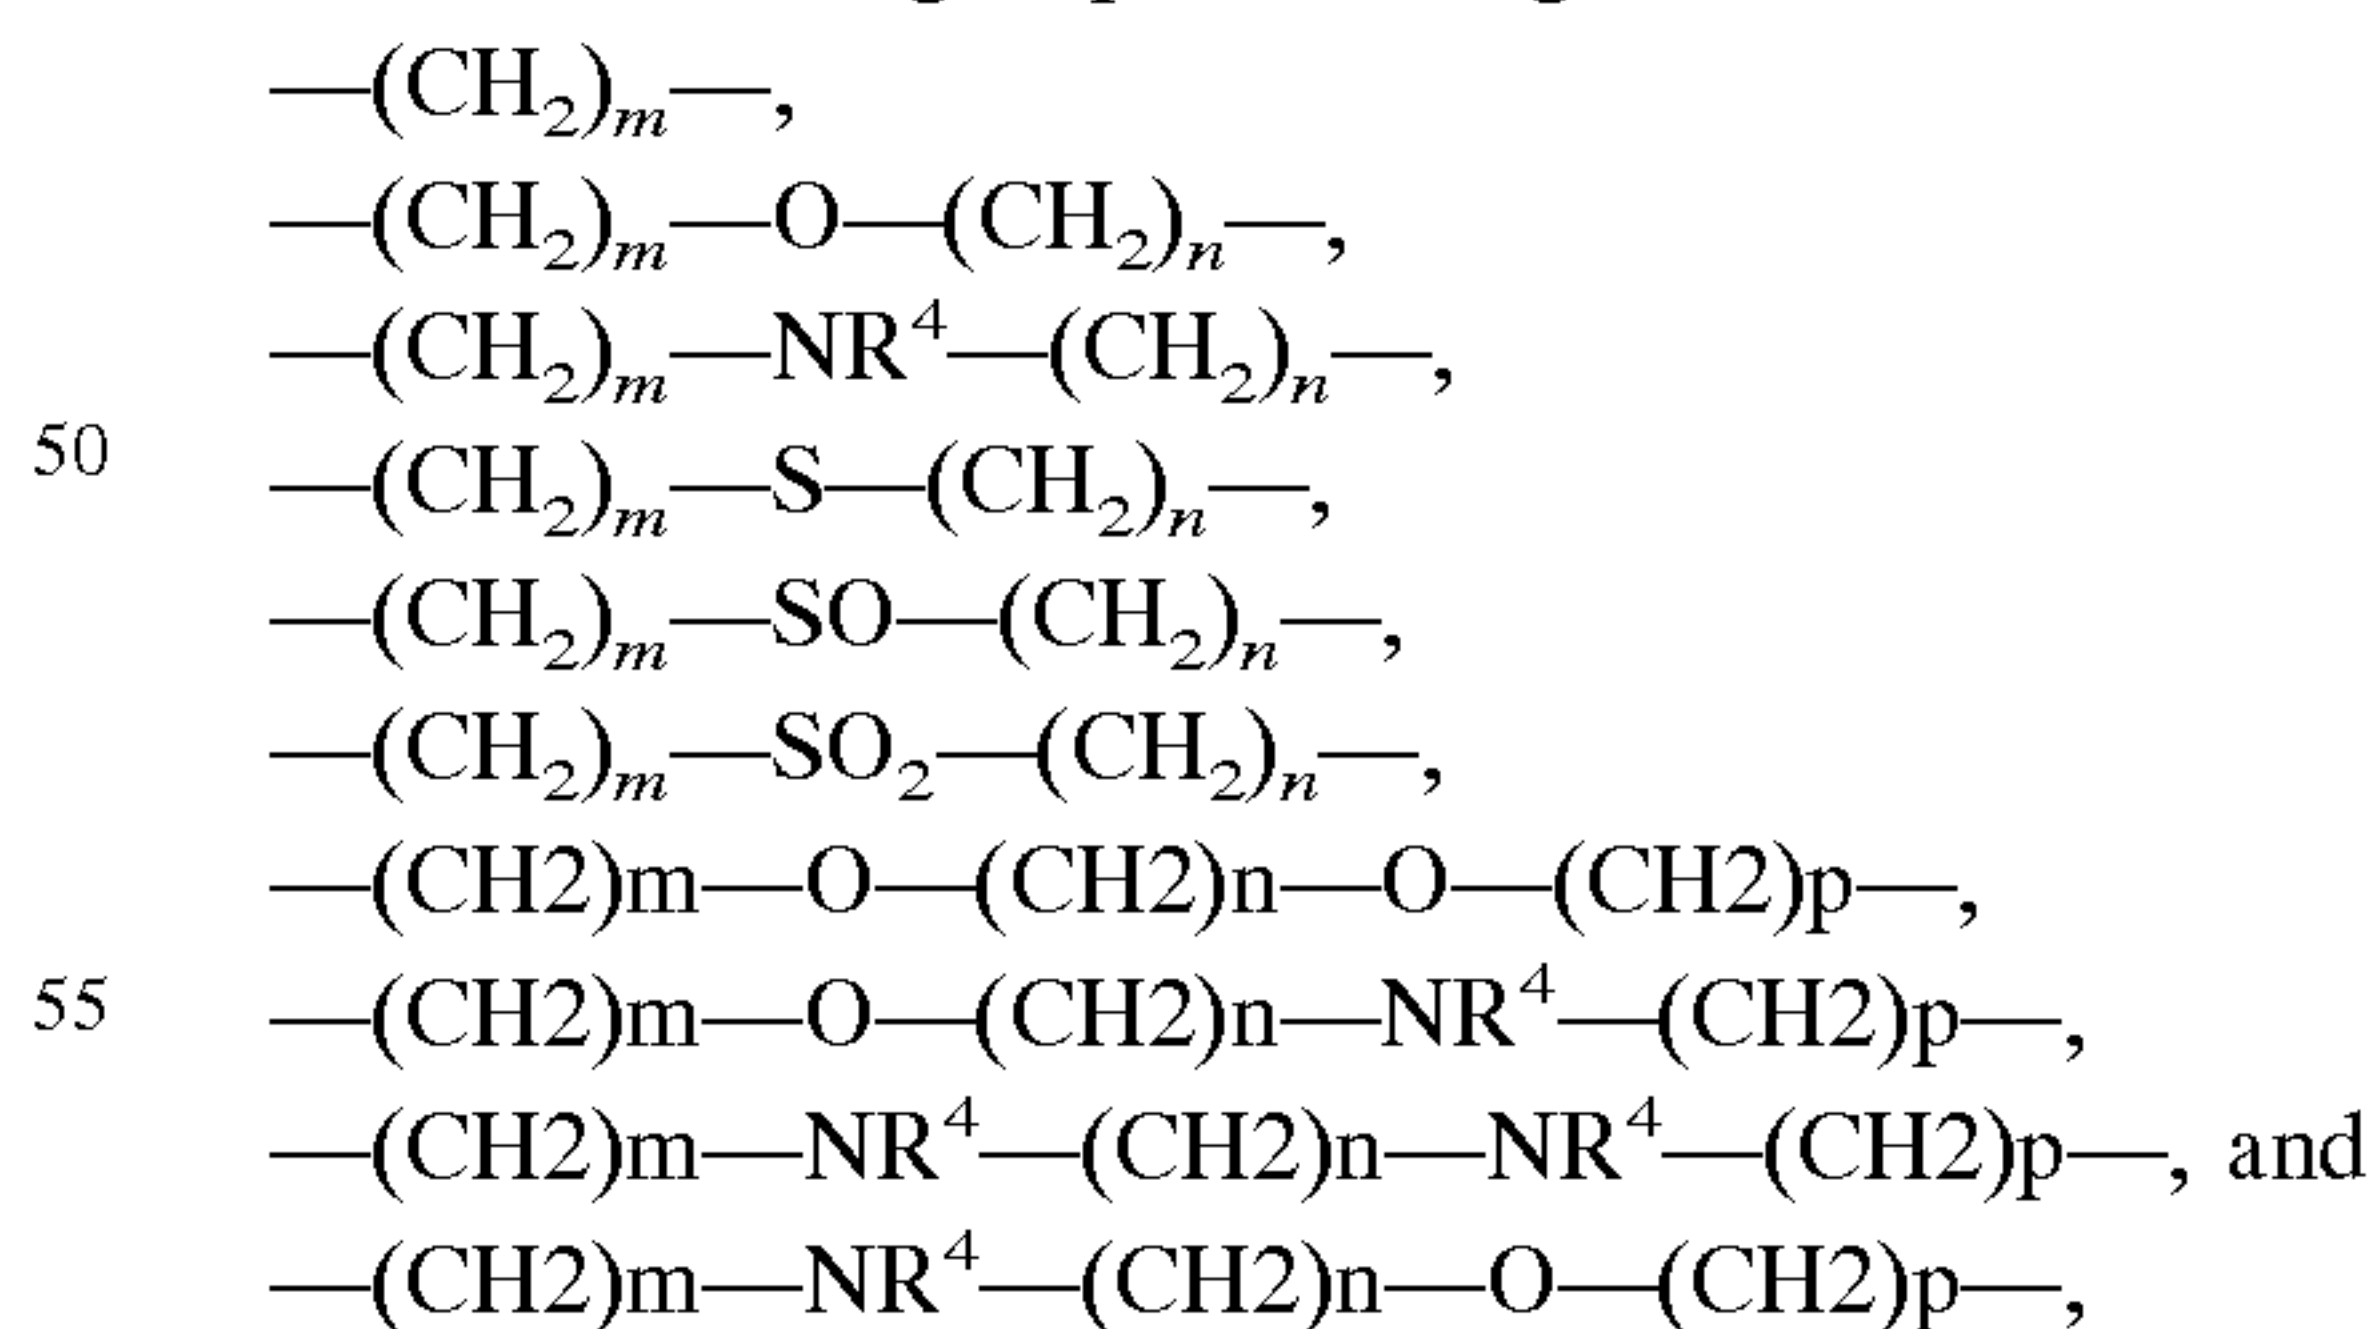 —(CH₂)ₘ—,
—(CH₂)ₘ—O—(CH₂)ₙ—,
—(CH₂)ₘ—NR⁴—(CH₂)ₙ—,
50 —(CH₂)ₘ—S—(CH₂)ₙ—,
—(CH₂)ₘ—SO—(CH₂)ₙ—,
—(CH₂)ₘ—SO₂—(CH₂)ₙ—,
—(CH2)m—O—(CH2)n—O—(CH2)p—,
55 —(CH2)m—O—(CH2)n—NR⁴—(CH2)p—,
—(CH2)m—NR⁴—(CH2)n—NR⁴—(CH2)p—, and
—(CH2)m—NR⁴—(CH2)n—O—(CH2)p—,